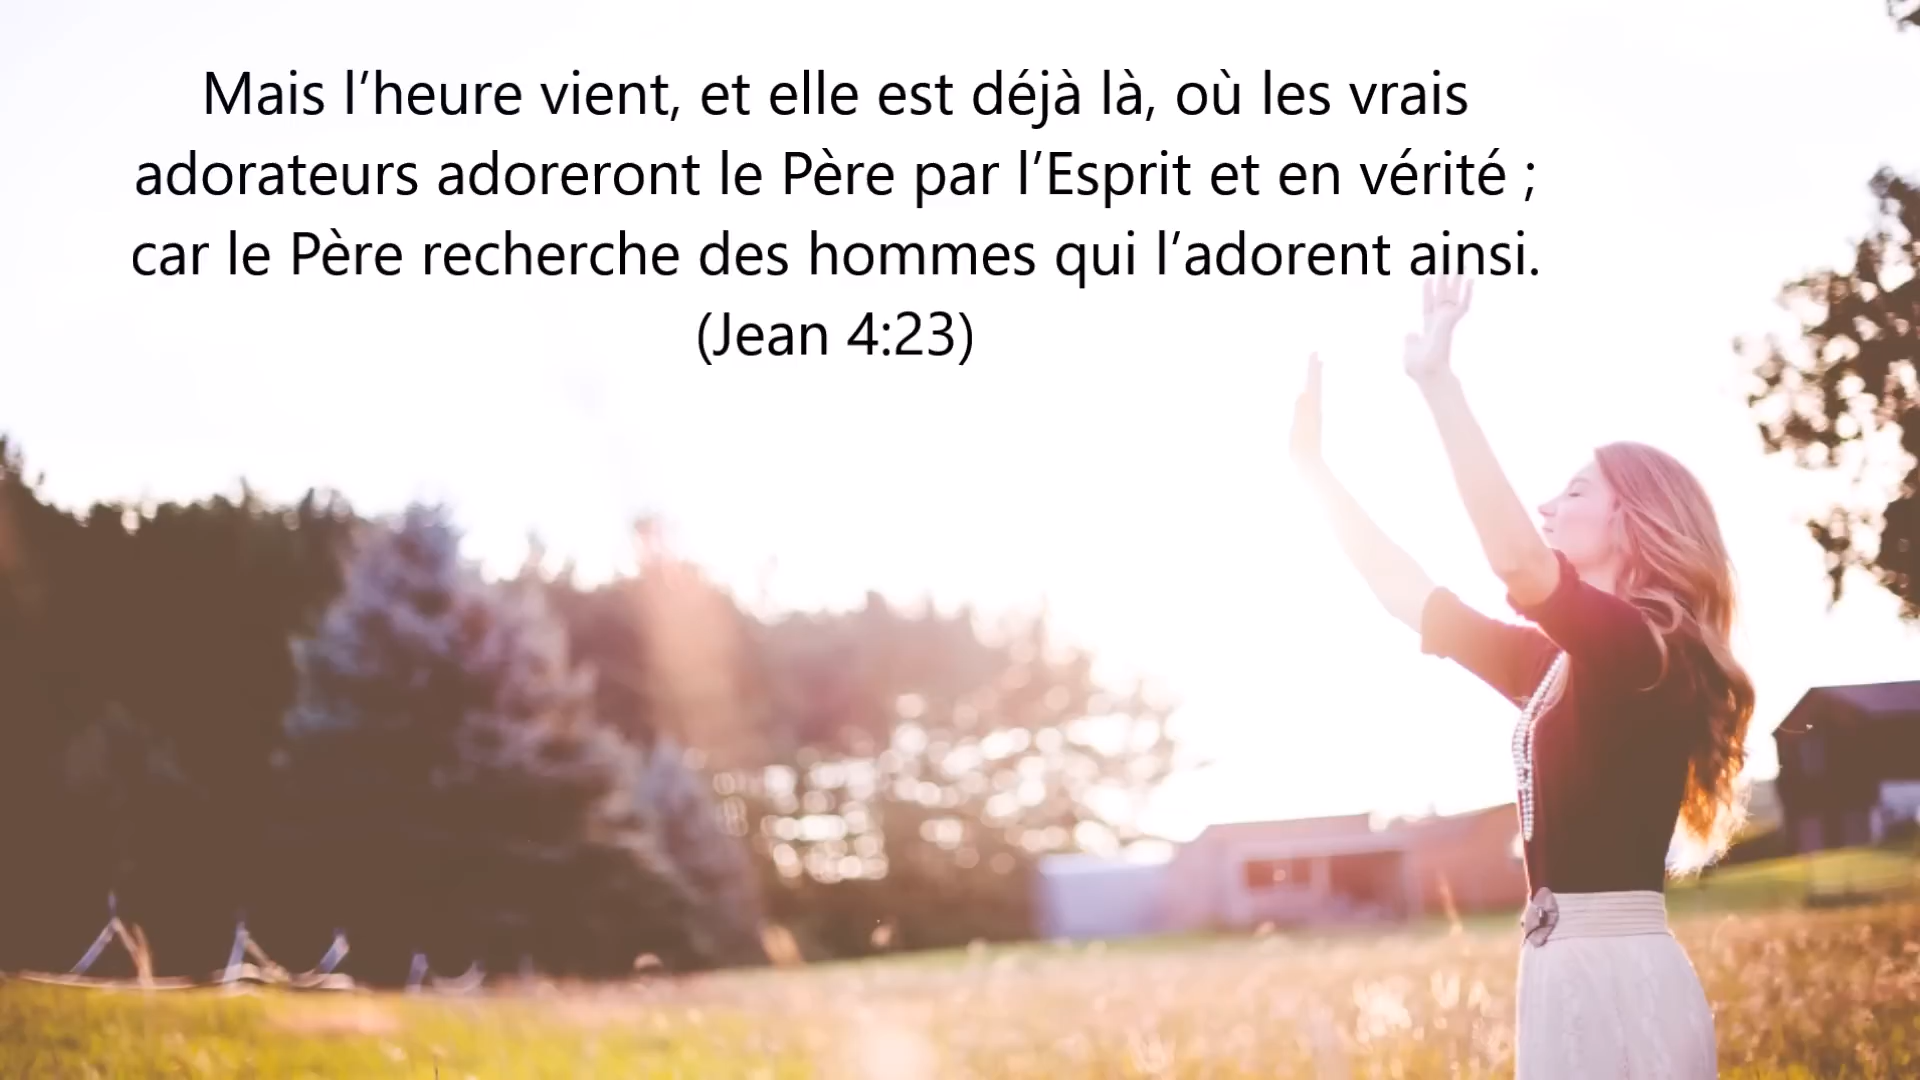 Mais l’heure vient, et elle est déjà là, où les vrais
adorateurs adoreront le Père par l’Esprit et en vérité ;
car le Père recherche des hommes qui l’adorent ainsi.
(Jean 4:23)